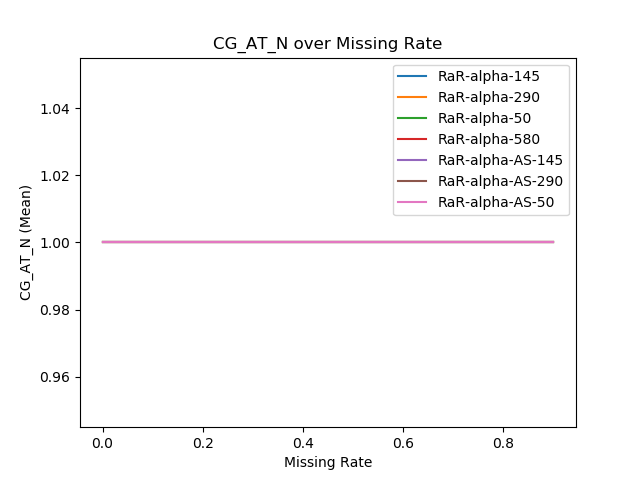 CG_AT_N over Missing Rate
RaR-alpha-145
RaR-alpha-290
RaR-alpha-50
RaR-alpha-580
RaR-alpha-AS-145
RaR-alpha-AS-290
RaR-alpha-AS-50
CG_AT_N (Mean)
1.04
1.02
1.00
0.98
0.96
0.0 0.2 0.4 0.6 0.8
Missing Rate